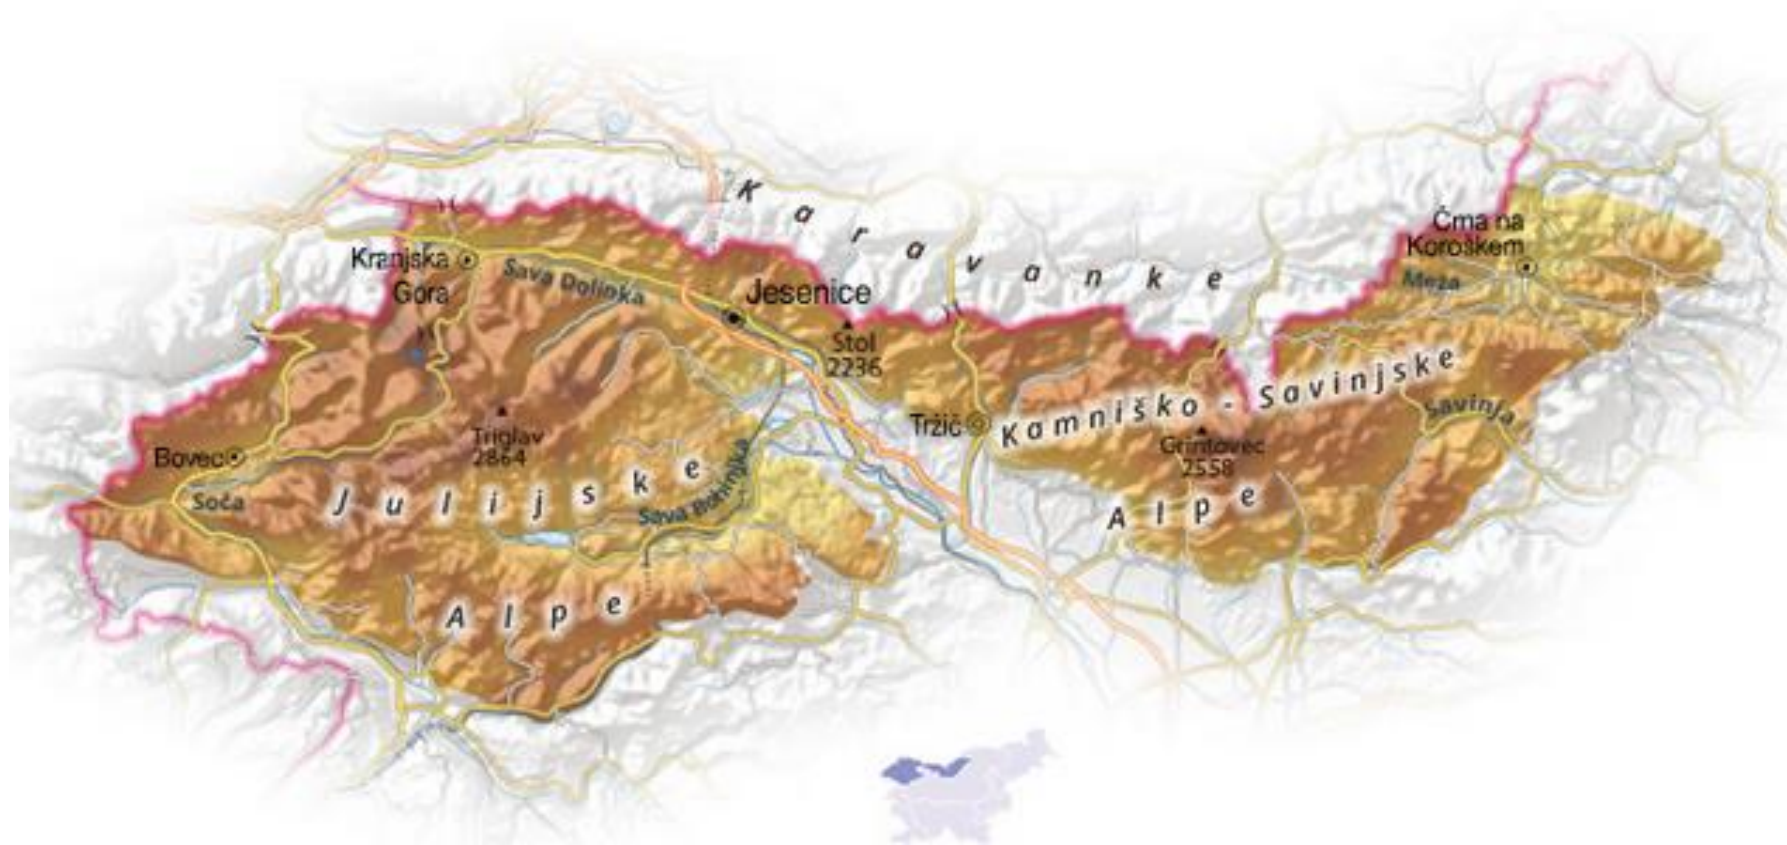 Karavanke
Črna na
Koroškem
Kranjska
Gora
Sava Dolinka
Meža
Jesenice
Stol
2236
Kamniško - Savinjske
Alpe
Tržič
Savinja
Grintovec
2558
Triglav
2864
Bovec
Soča
Julijske
Alpe
Sava Bohinjka